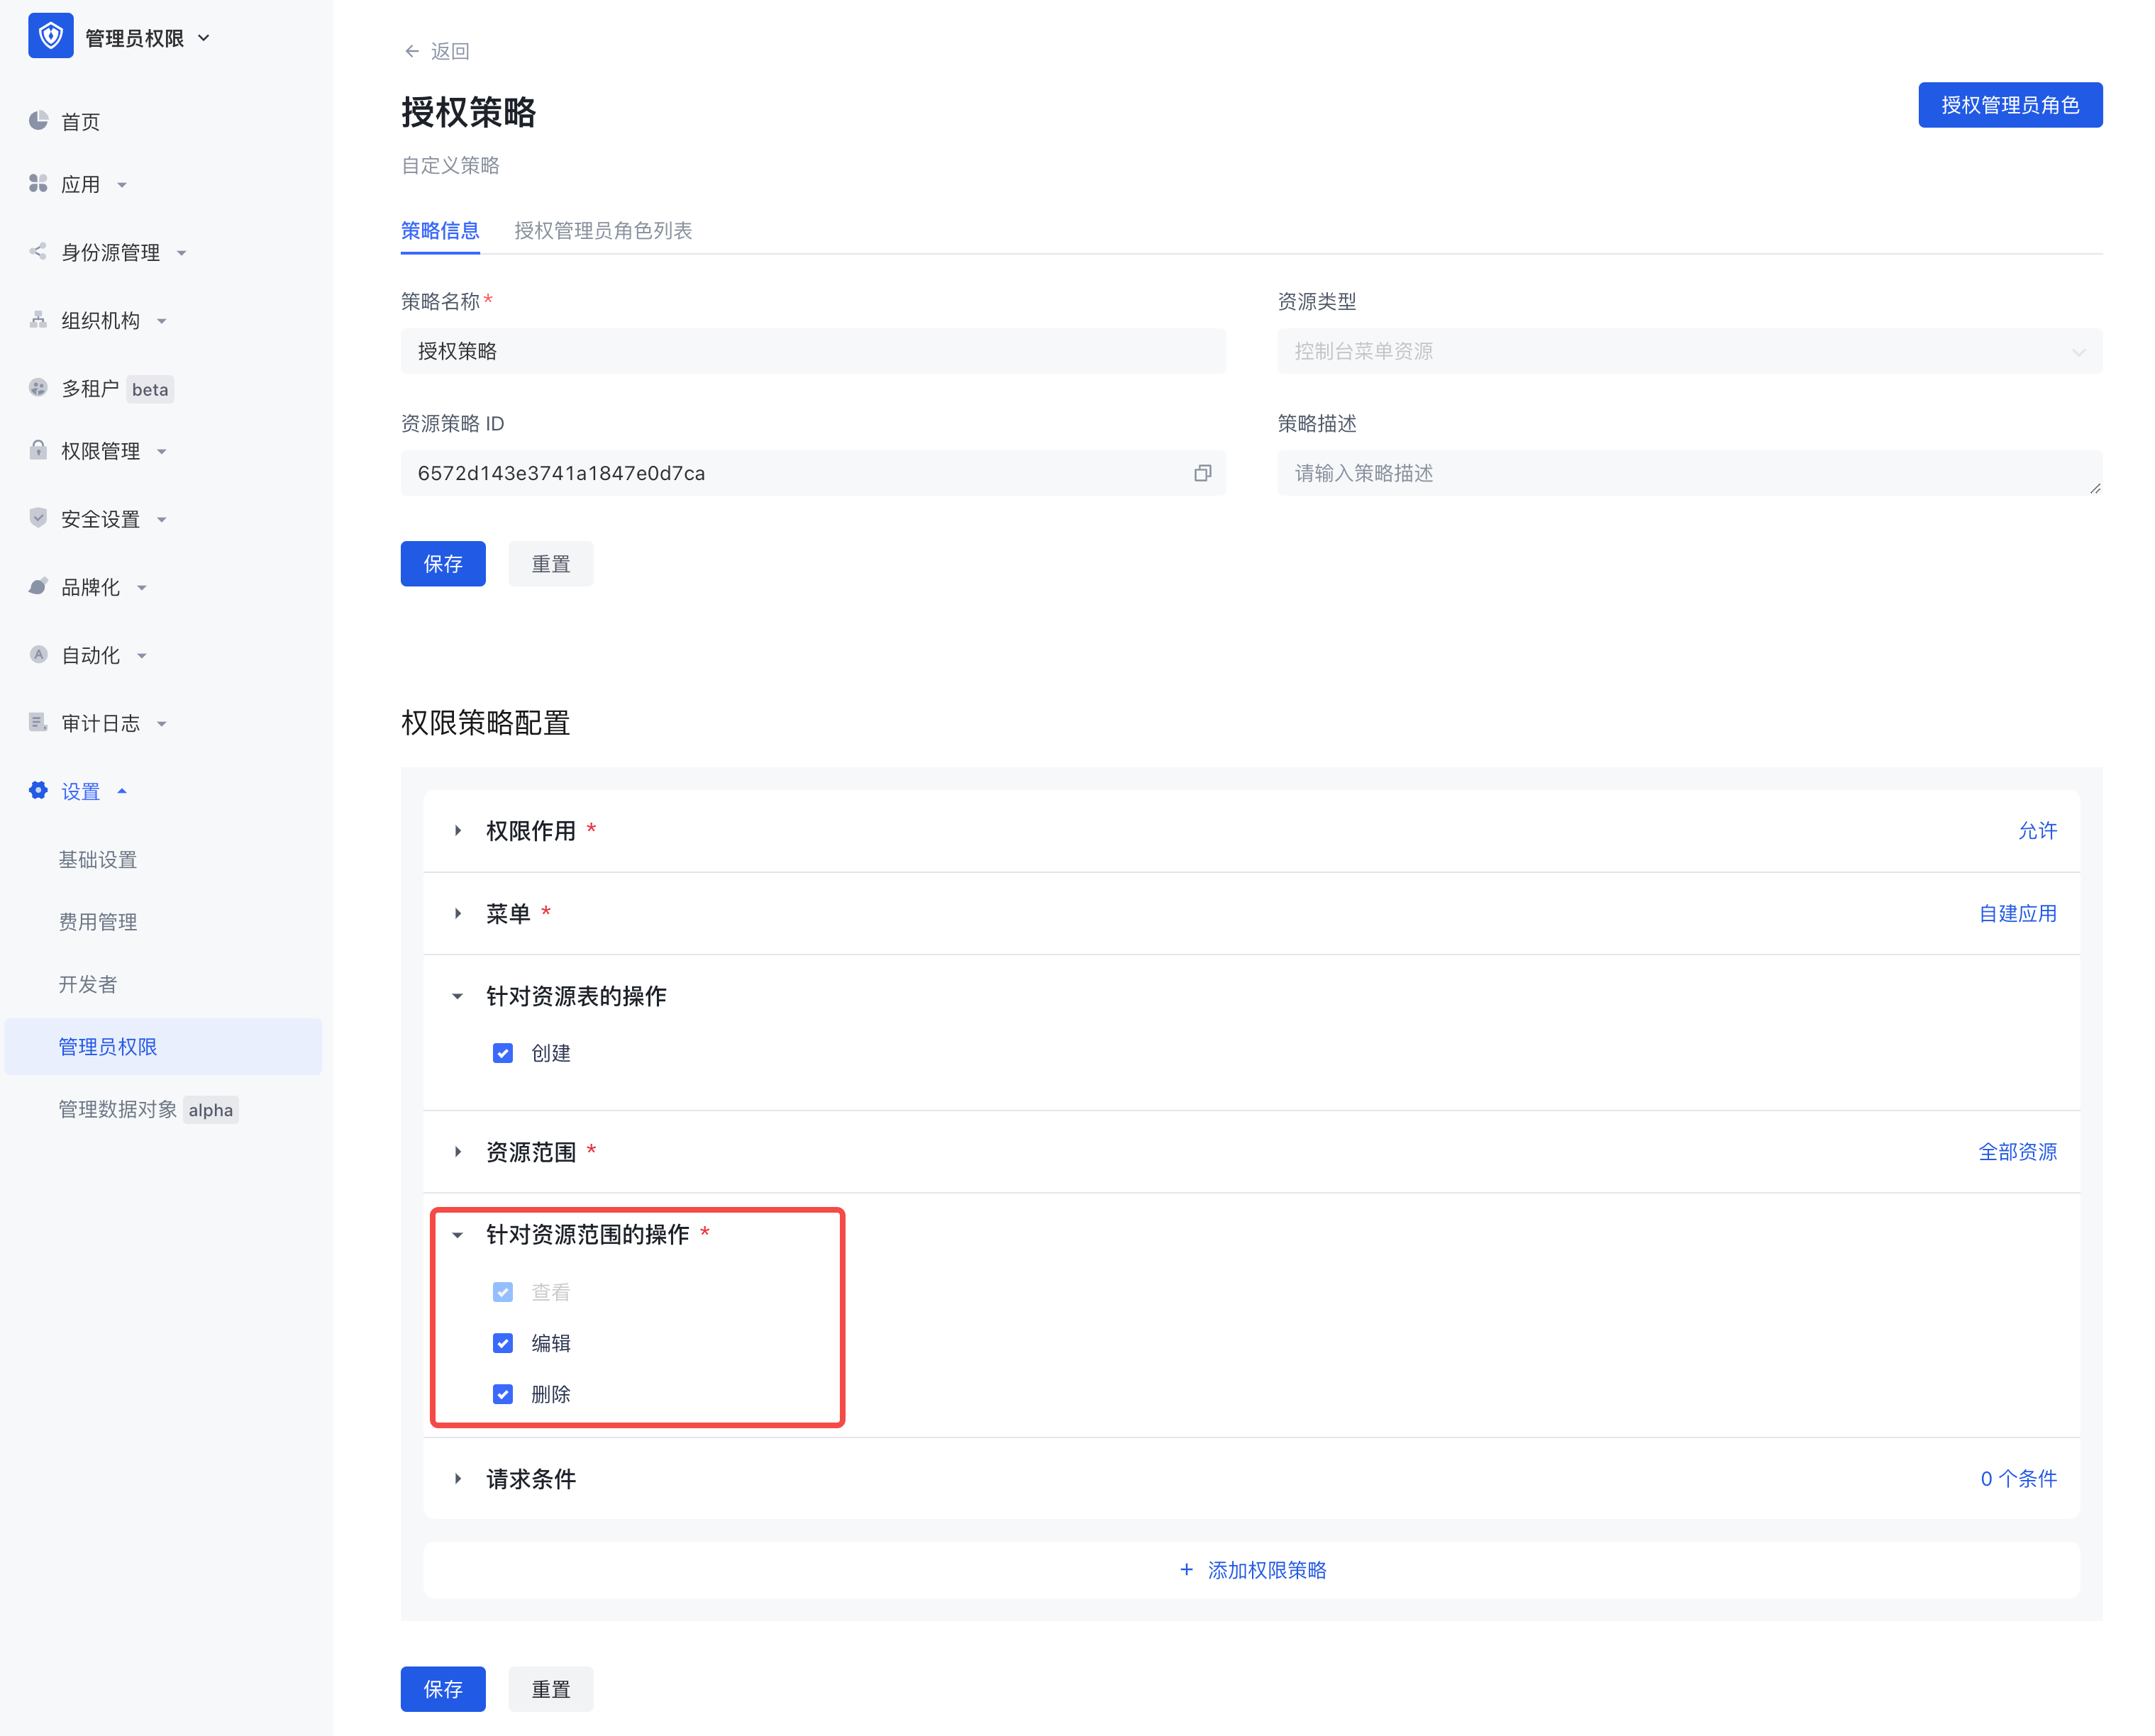 管理员权限
首页
应用
身份源管理
组织机构
多租户 beta
权限管理
安全设置
品牌化
自动化
审计日志
设置
基础设置
费用管理
开发者
管理员权限
管理数据对象 alpha
返回
授权策略
授权管理员角色
自定义策略
策略信息 授权管理员角色列表
策略名称* 资源类型
授权策略 控制台菜单资源
资源策略 ID 策略描述
6572d143e3741a1847e0d7ca 请输入策略描述
保存 重置
权限策略配置
权限作用 * 允许
菜单 * 自建应用
针对资源表的操作
创建
资源范围 * 全部资源
针对资源范围的操作 *
查看
编辑
删除
请求条件 0 个条件
+ 添加权限策略
保存 重置